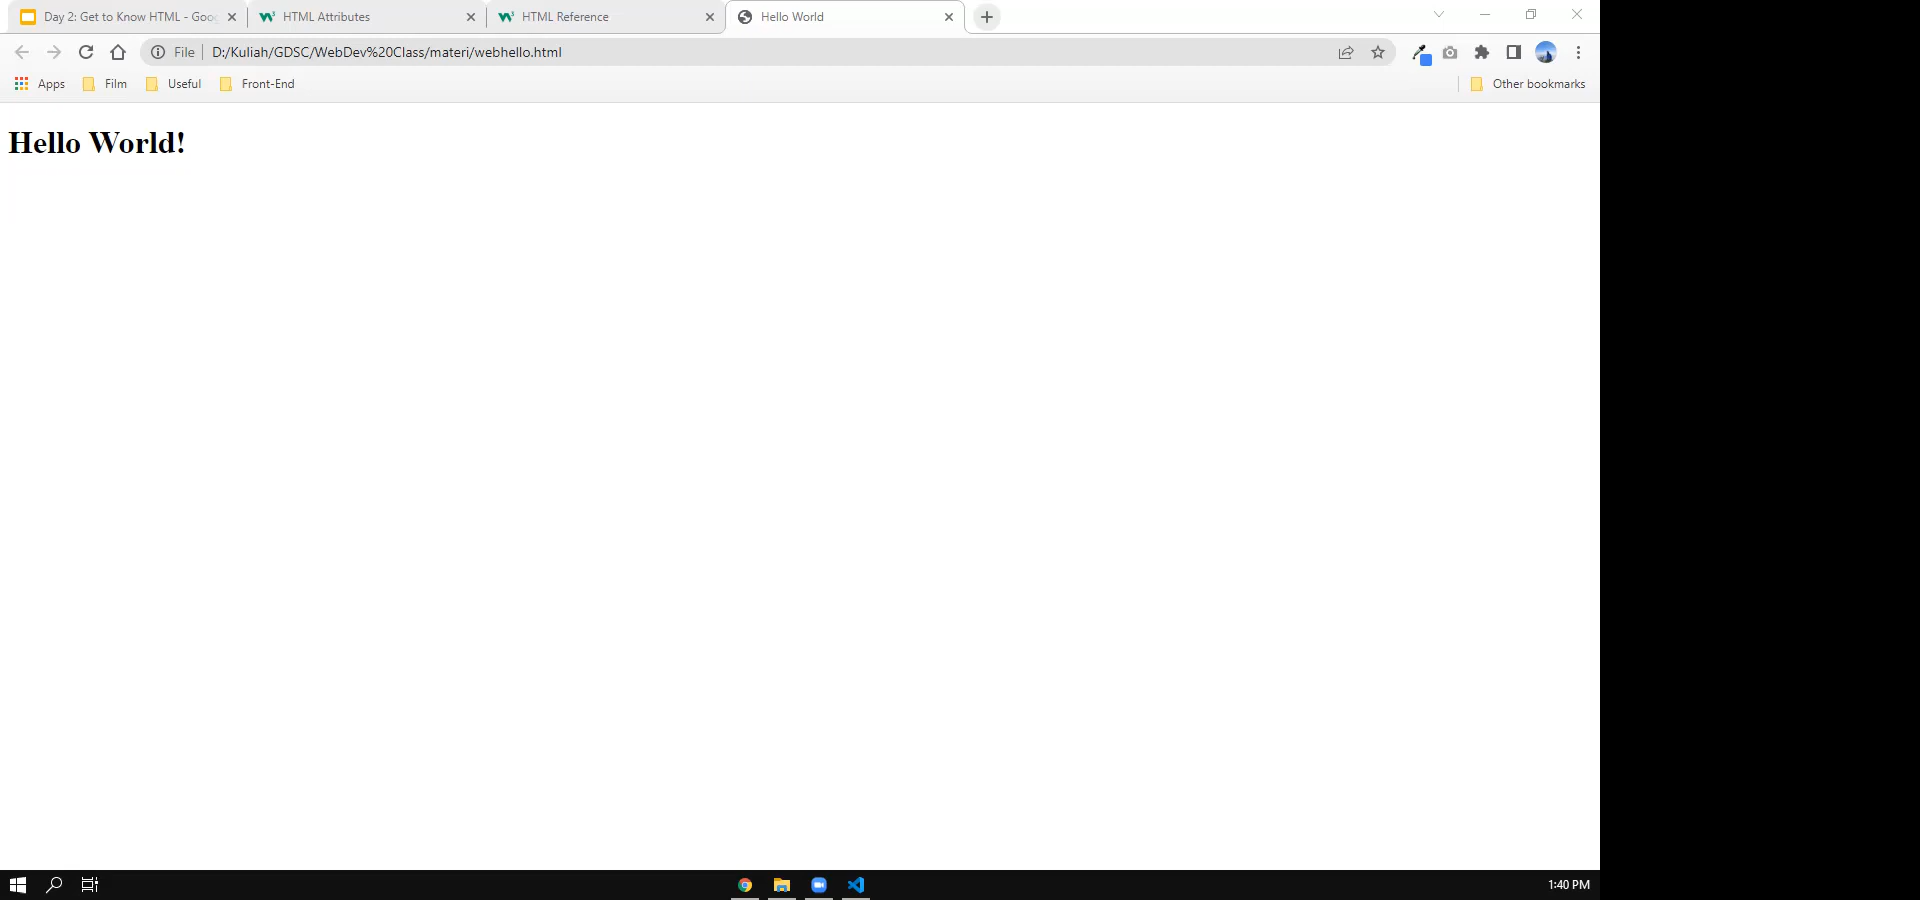 Day 2: Get to Know HTML - Goo
HTML Attributes
HTML Reference
Hello World
File
D:/Kuliah/GDSC/WebDev%20Class/materi/webhello.html
Apps
Film
Useful
Front-End
Other bookmarks
Hello World!
1:40 PM